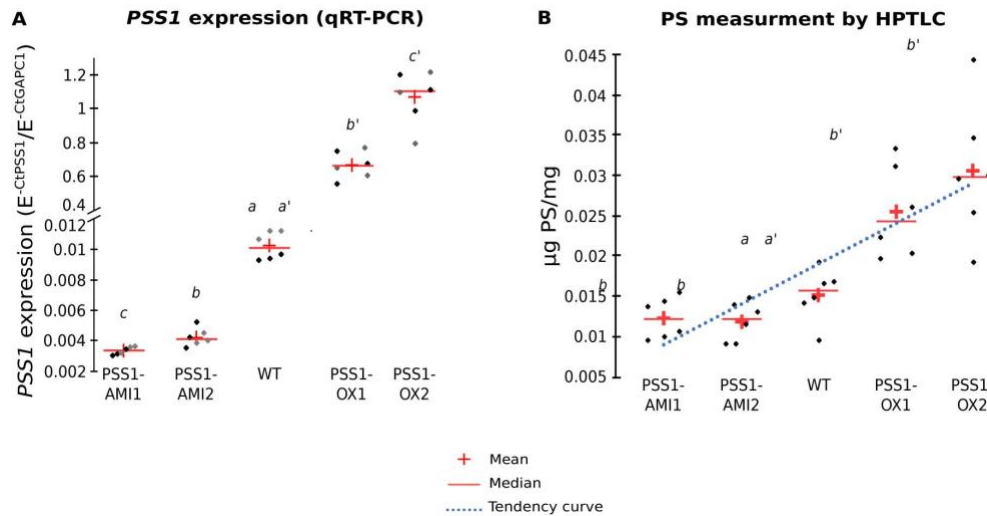 A
PSS1 expression (qRT-PCR)
PSS1 expression (E-CtPSS1/E-CtGAPC1)
1.2
1
0.8
0.6
0.4
0.012
0.01
0.008
0.006
0.004
0.002
c
b
a a'
b'
c'
PSS1-
AMI1
PSS1-
AMI2
WT
PSS1-
OX1
PSS1-
OX2
B
PS measurment by HPTLC
µg PS/mg
0.045
0.04
0.035
0.03
0.025
0.02
0.015
0.01
0.005
b
b
a a'
b'
b'
PSS1-
AMI1
PSS1-
AMI2
WT
PSS1-
OX1
PSS1
OX2
Mean
Median
Tendency curve